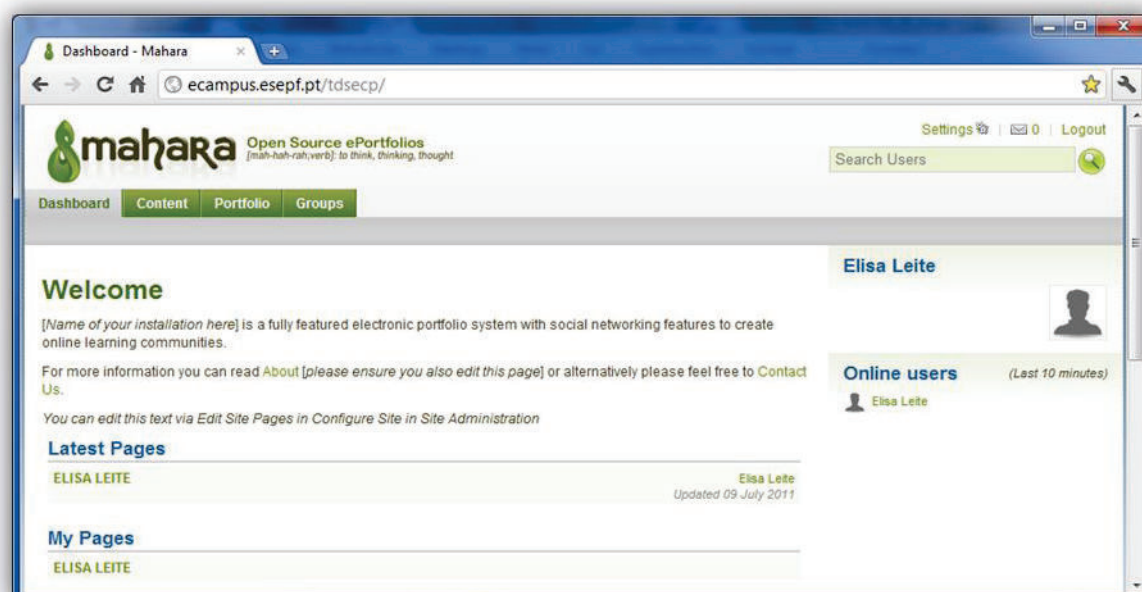 Dashboard - Mahara
ecampus.esepf.pt/tdsecp/
mahara
Open Source ePortfolios
[mah-hah-rah;verb]: to think, thinking, thought
Settings | 0 | Logout
Search Users
Dashboard Content Portfolio Groups
Welcome
[Name of your installation here] is a fully featured electronic portfolio system with social networking features to create
online learning communities.
For more information you can read About [please ensure you also edit this page] or alternatively please feel free to Contact
Us.
You can edit this text via Edit Site Pages in Configure Site in Site Administration
Latest Pages
ELISA LEITE Elisa Leite
Updated 09 July 2011
My Pages
ELISA LEITE
Elisa Leite
Online users (Last 10 minutes)
Elisa Leite